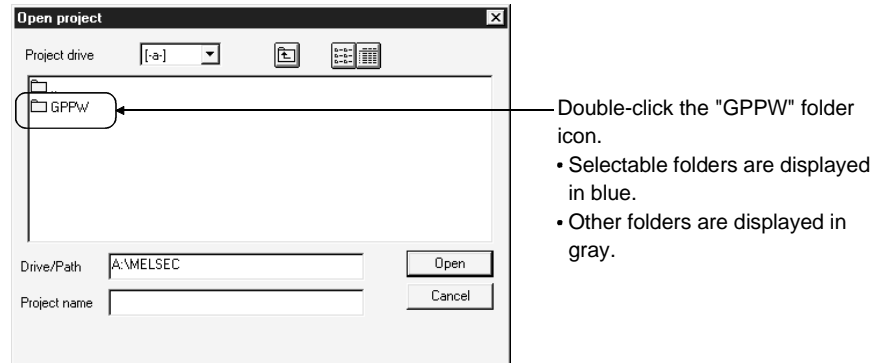 Open project
Project drive [-a-]
..
GPPW
Drive/Path A:\MELSEC Open
Project name Cancel
Double-click the "GPPW" folder
icon.
• Selectable folders are displayed
in blue.
• Other folders are displayed in
gray.